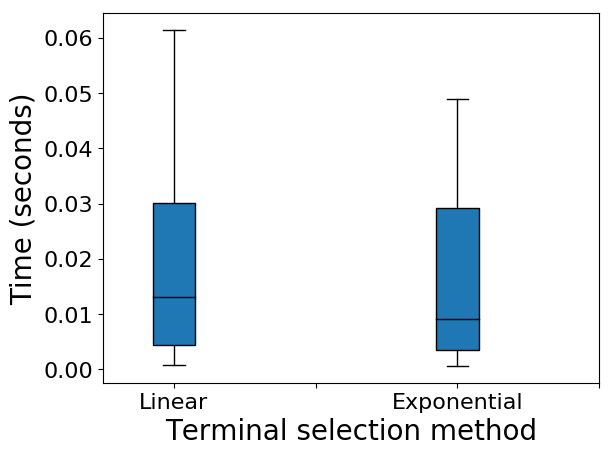 Time (seconds)
0.06
0.05
0.04
0.03
0.02
0.01
0.00
Linear
Exponential
Terminal selection method